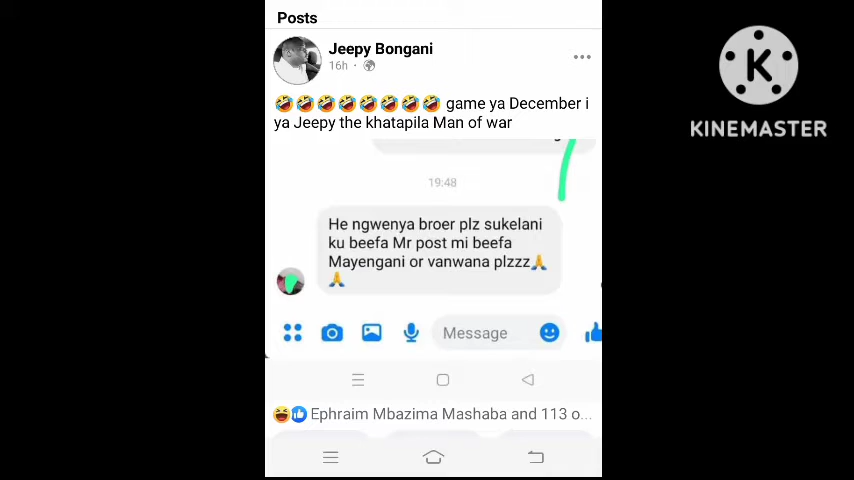 Posts
Jeepy Bongani
16h ·
🤣🤣🤣🤣🤣🤣🤣🤣 game ya December i
ya Jeepy the khatapila Man of war
19:48
He ngwenya broer plz sukelani
ku beefa Mr post mi beefa
Mayengani or vanwana plzzz🙏
🙏
Message
Ephraim Mbazima Mashaba and 113 o...
K
KINEMASTER